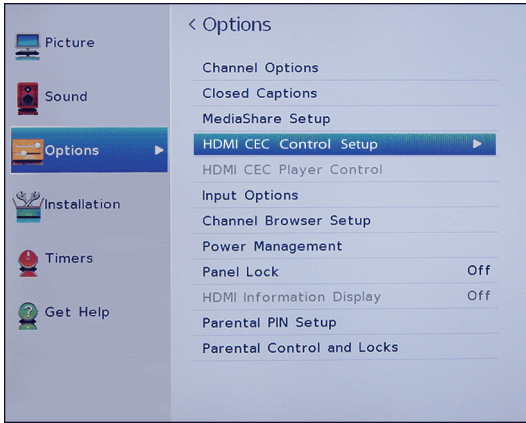 Picture
Sound
Options
Installation
Timers
Get Help
< Options
Channel Options
Closed Captions
MediaShare Setup
HDMI CEC Control Setup
HDMI CEC Player Control
Input Options
Channel Browser Setup
Power Management
Panel Lock Off
HDMI Information Display Off
Parental PIN Setup
Parental Control and Locks